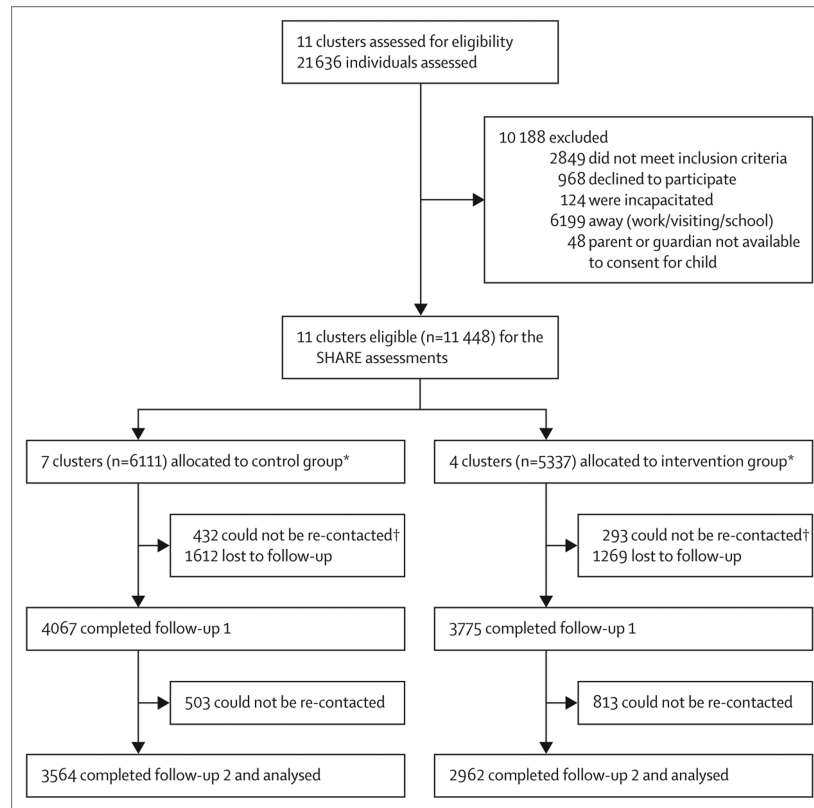 11 clusters assessed for eligibility
21 636 individuals assessed
10 188 excluded
2849 did not meet inclusion criteria
968 declined to participate
124 were incapacitated
6199 away (work/visiting/school)
48 parent or guardian not available
to consent for child
11 clusters eligible (n=11 448) for the
SHARE assessments
7 clusters (n=6111) allocated to control group*
4 clusters (n=5337) allocated to intervention group*
432 could not be re-contacted†
1612 lost to follow-up
293 could not be re-contacted†
1269 lost to follow-up
4067 completed follow-up 1
3775 completed follow-up 1
503 could not be re-contacted
813 could not be re-contacted
3564 completed follow-up 2 and analysed
2962 completed follow-up 2 and analysed